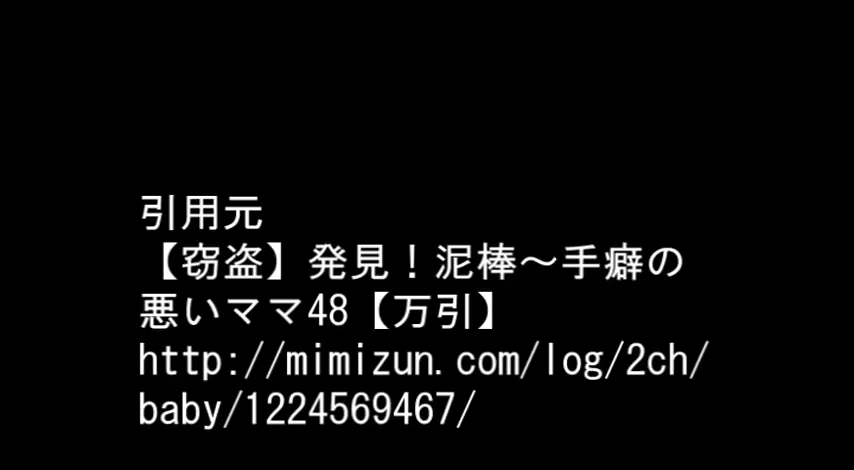 引用元
【窃盗】発見！泥棒～手癖の
悪いママ48【万引】
http://mimizun.com/log/2ch/
baby/1224569467/